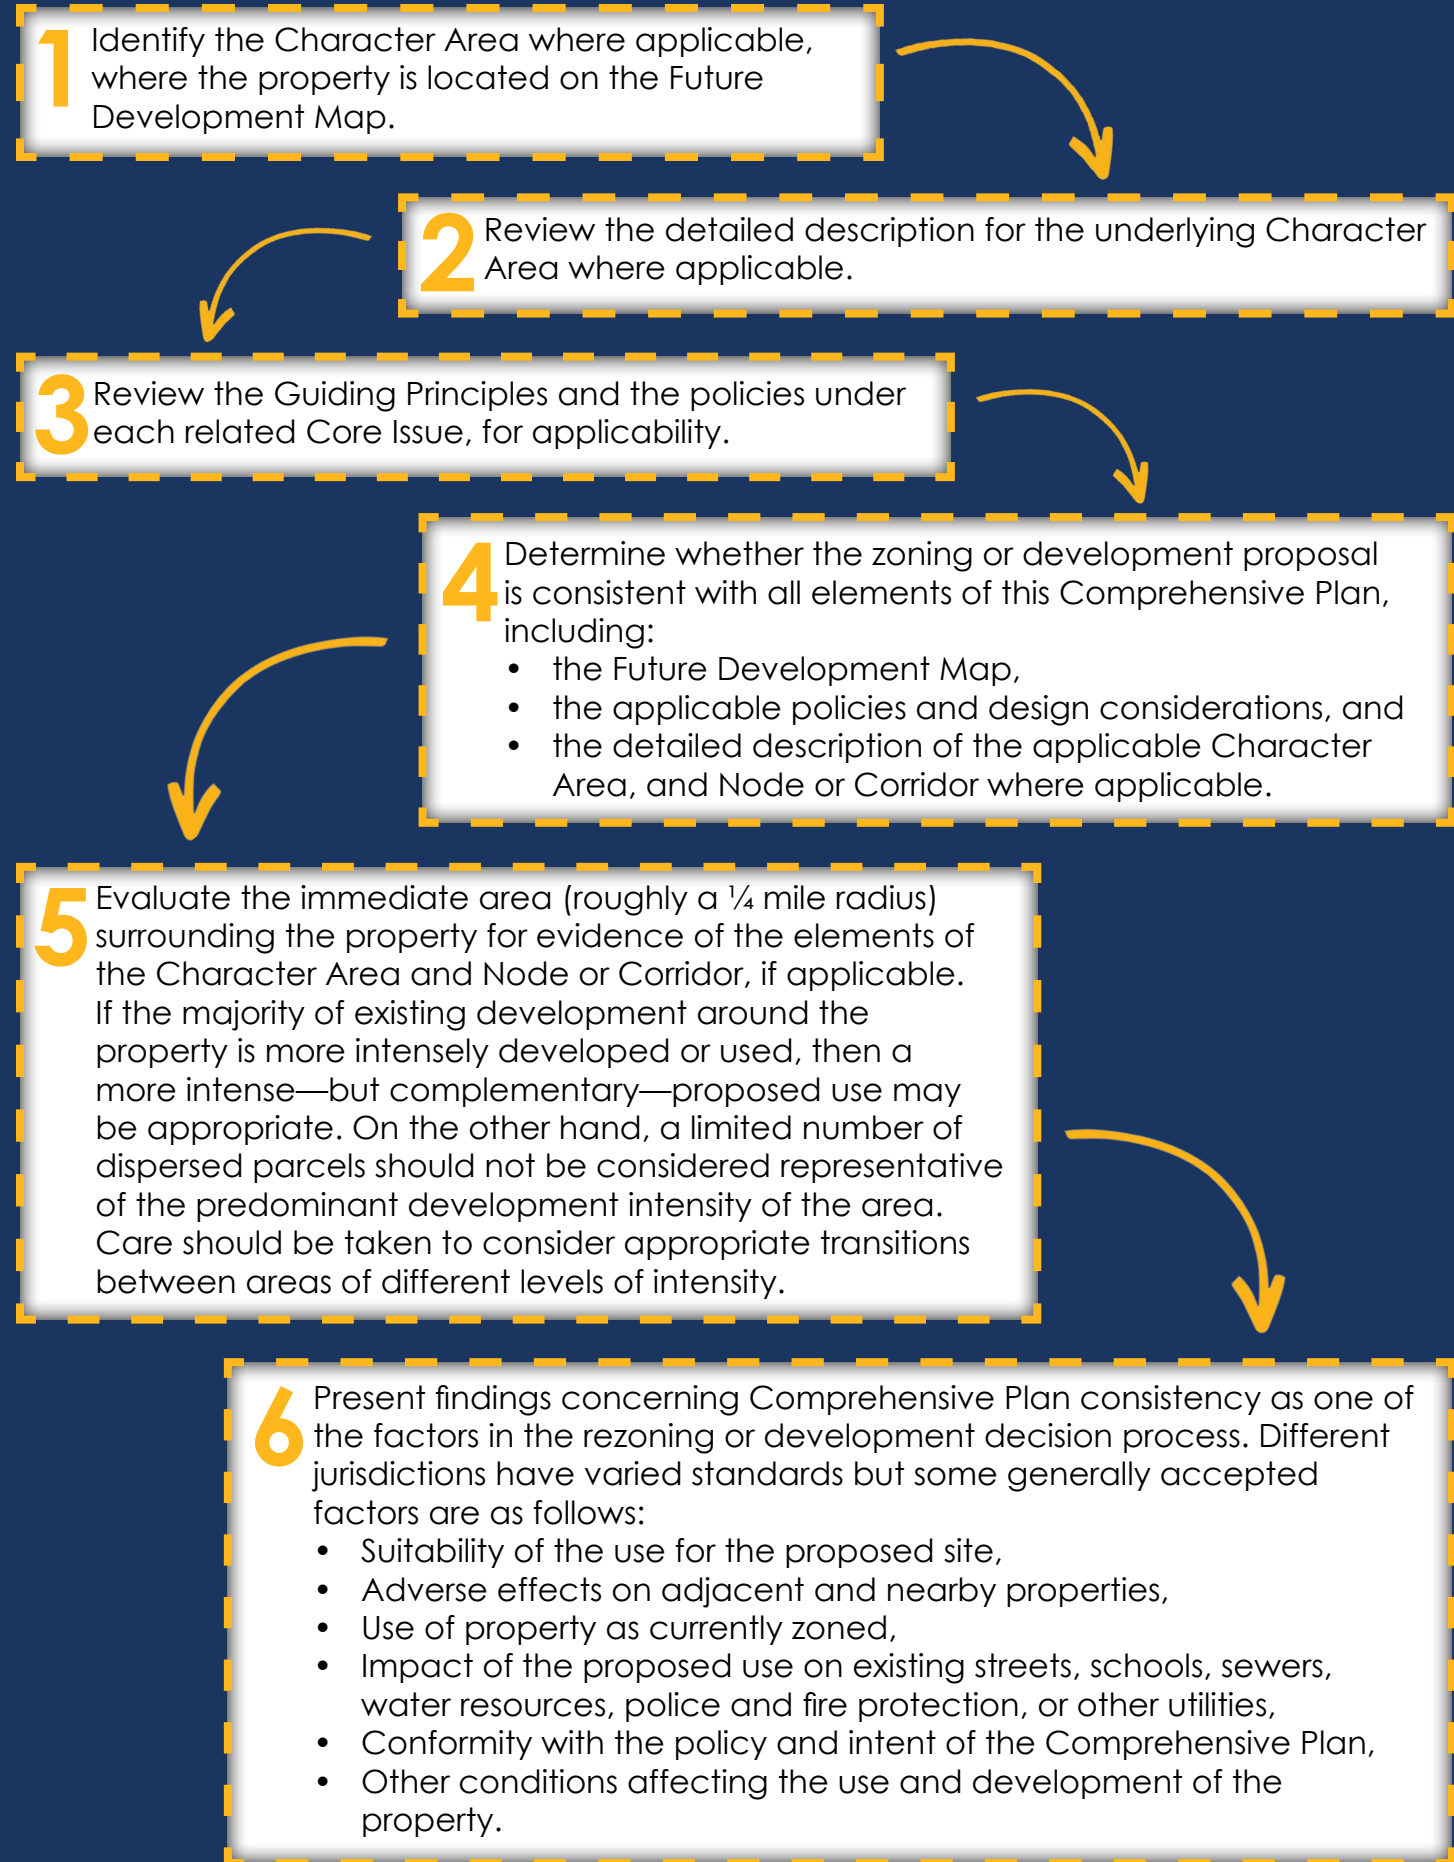 1 Identify the Character Area where applicable,
where the property is located on the Future
Development Map.
2 Review the detailed description for the underlying Character
Area where applicable.
3 Review the Guiding Principles and the policies under
each related Core Issue, for applicability.
4 Determine whether the zoning or development proposal
is consistent with all elements of this Comprehensive Plan,
including:
• the Future Development Map,
• the applicable policies and design considerations, and
• the detailed description of the applicable Character
Area, and Node or Corridor where applicable.
5 Evaluate the immediate area (roughly a ¼ mile radius)
surrounding the property for evidence of the elements of
the Character Area and Node or Corridor, if applicable.
If the majority of existing development around the
property is more intensely developed or used, then a
more intense—but complementary—proposed use may
be appropriate. On the other hand, a limited number of
dispersed parcels should not be considered representative
of the predominant development intensity of the area.
Care should be taken to consider appropriate transitions
between areas of different levels of intensity.
6 Present findings concerning Comprehensive Plan consistency as one of
the factors in the rezoning or development decision process. Different
jurisdictions have varied standards but some generally accepted
factors are as follows:
• Suitability of the use for the proposed site,
• Adverse effects on adjacent and nearby properties,
• Use of property as currently zoned,
• Impact of the proposed use on existing streets, schools, sewers,
water resources, police and fire protection, or other utilities,
• Conformity with the policy and intent of the Comprehensive Plan,
• Other conditions affecting the use and development of the
property.